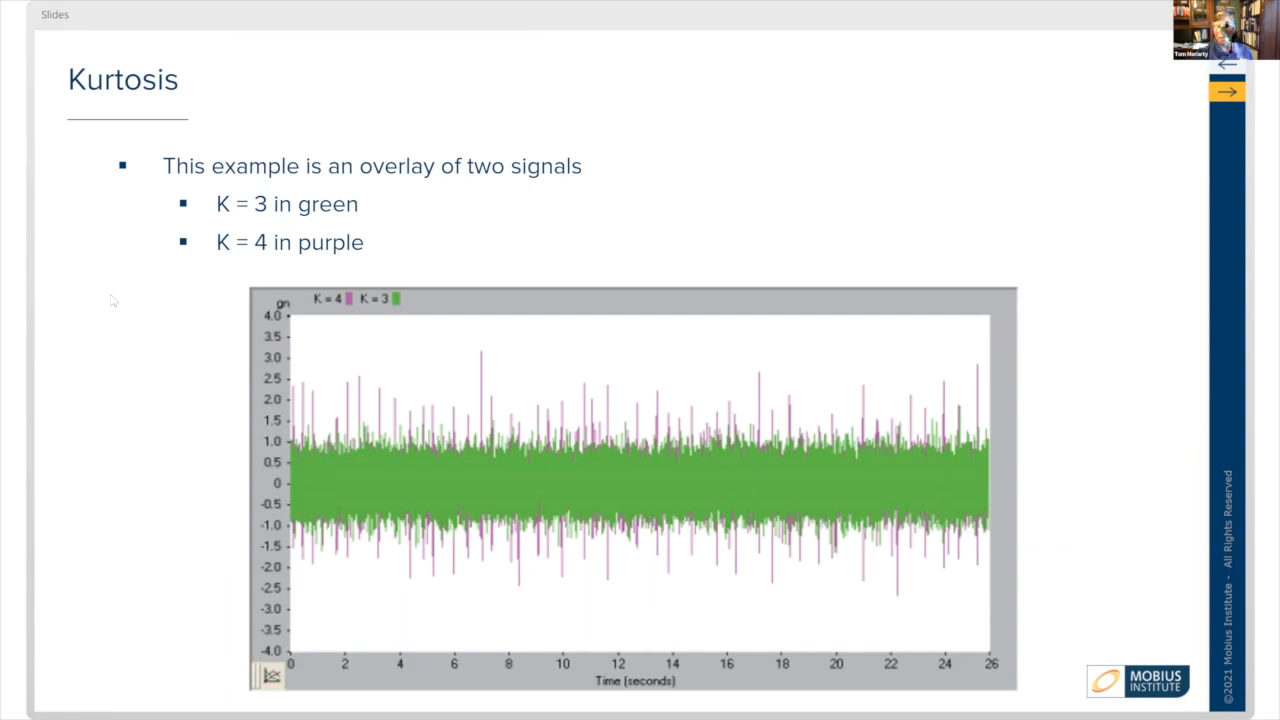 Slides
Tom Moriarty
Kurtosis
This example is an overlay of two signals
K = 3 in green
K = 4 in purple
gn
K = 4 K = 3
4.0
3.5
3.0
2.5
2.0
1.5
1.0
0.5
0
-0.5
-1.0
-1.5
-2.0
-2.5
-3.0
-3.5
-4.0
0 2 4 6 8 10 12 14 16 18 20 22 24 26
Time (seconds)
MOBIUS
INSTITUTE
©2021 Mobius Institute - All Rights Reserved